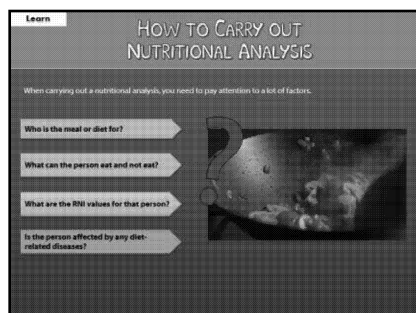 Learn
HOW TO CARRY OUT
NUTRITIONAL ANALYSIS
When carrying out a nutritional analysis, you need to pay attention to a lot of factors.
Who is the meal or diet for?
What can the person eat and not eat?
What are the RNI values for that person?
Is the person affected by any diet-
related diseases?
?